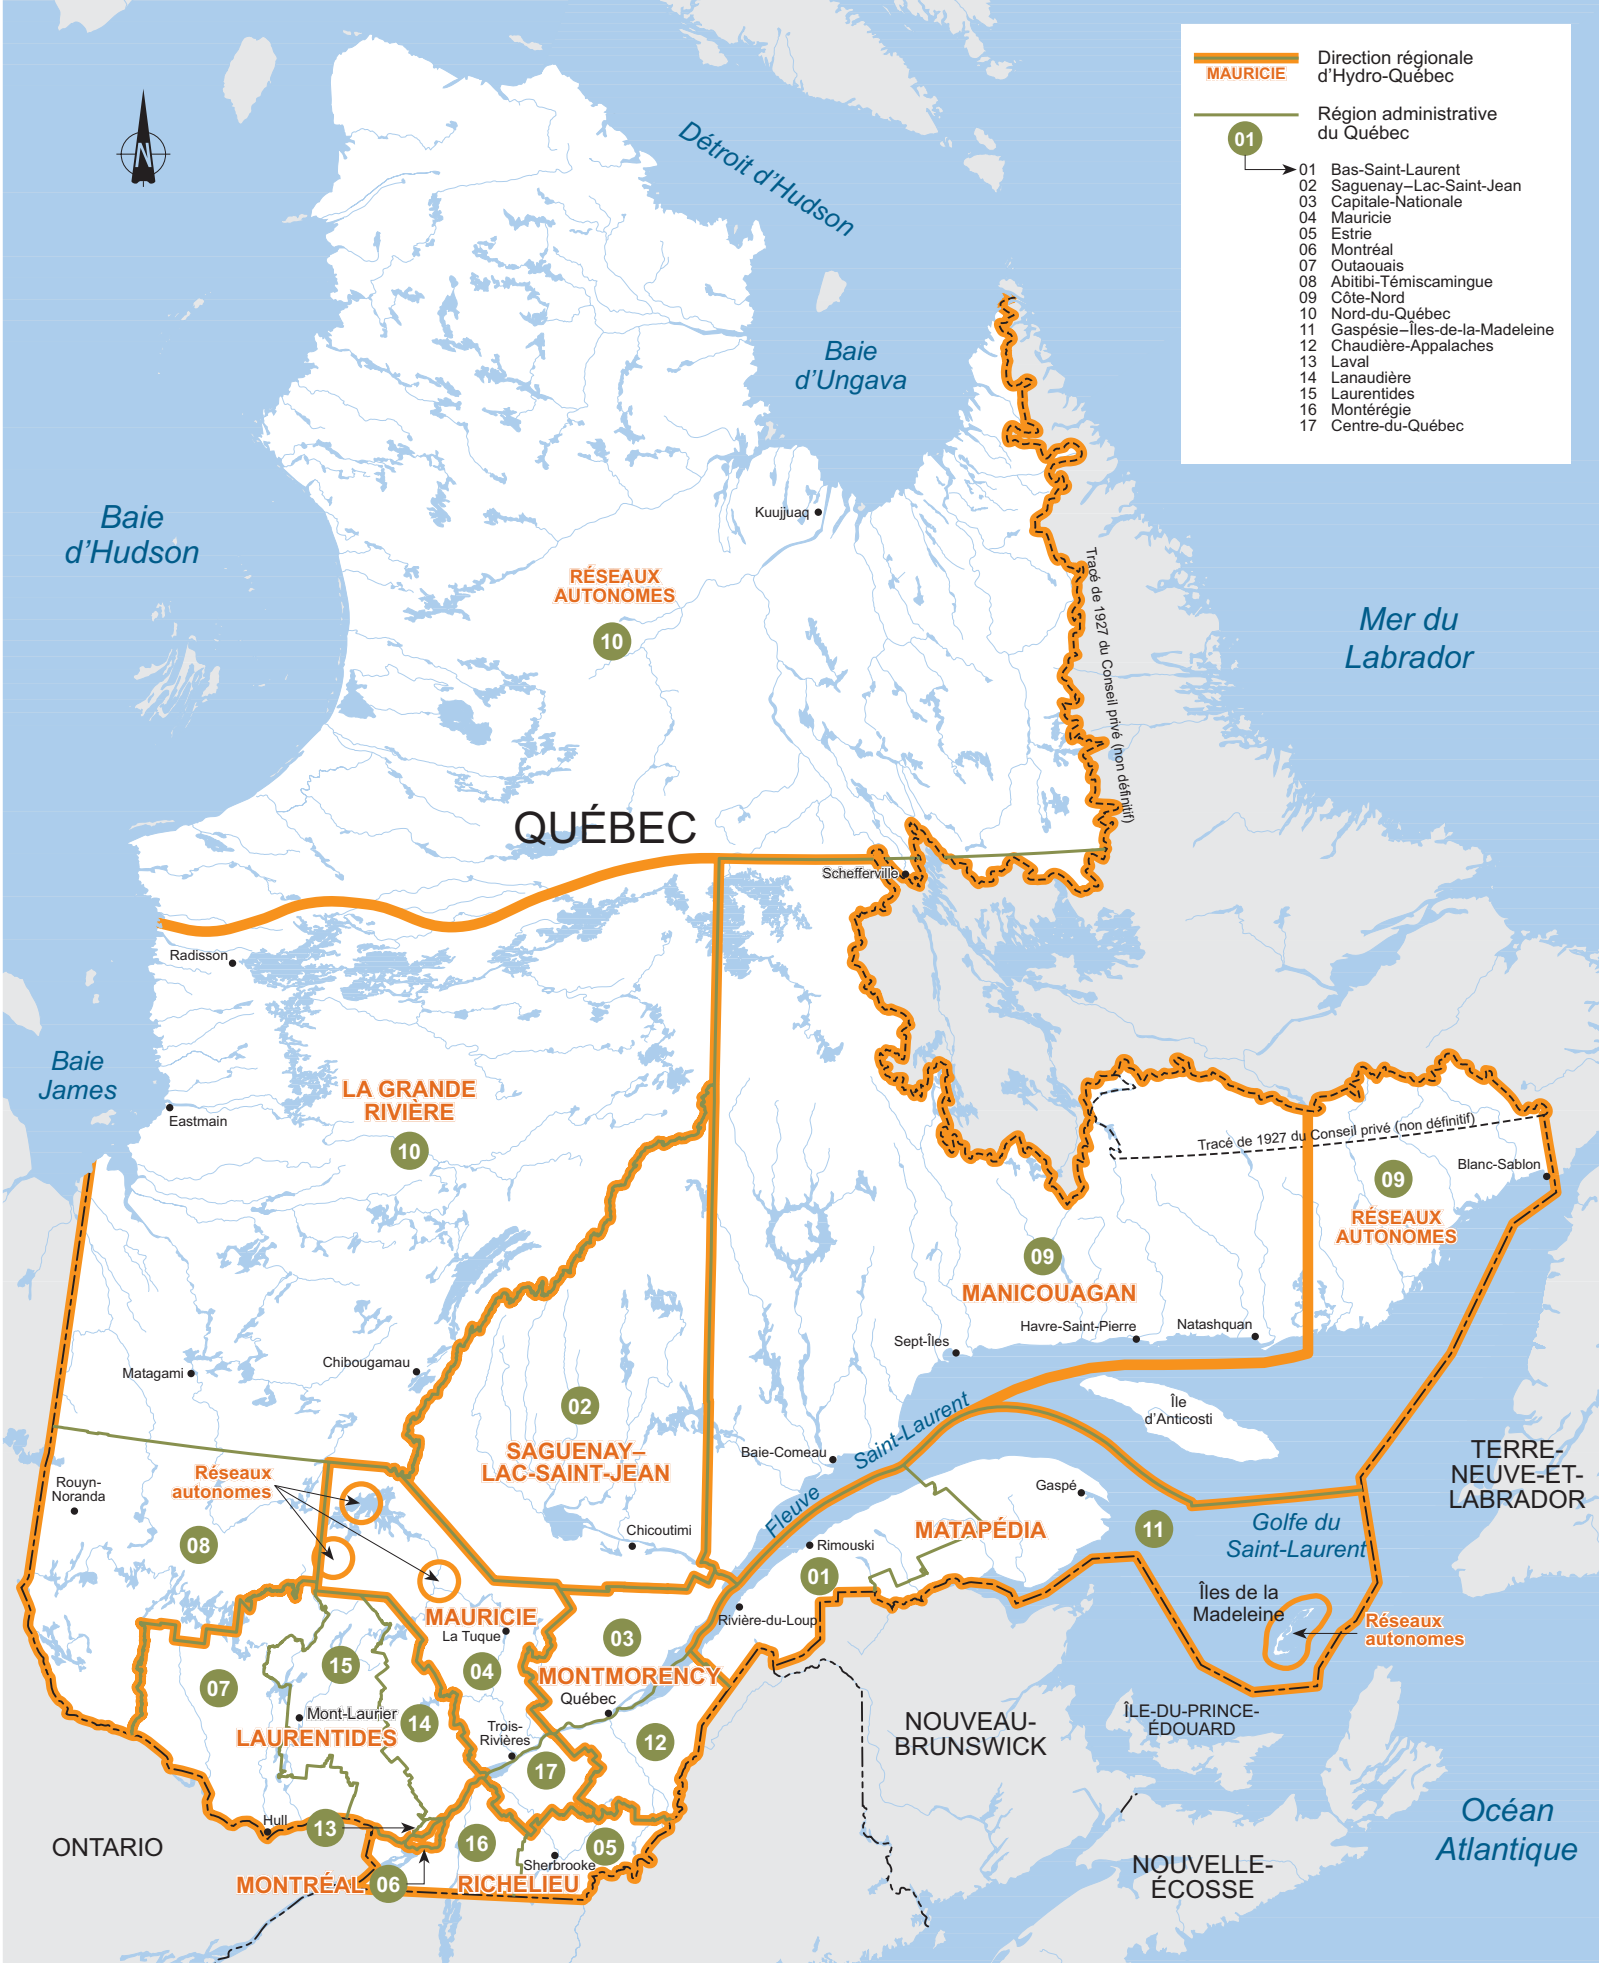 MAURICIE
Direction régionale
d'Hydro-Québec
Région administrative
du Québec
01
01 Bas-Saint-Laurent
02 Saguenay–Lac-Saint-Jean
03 Capitale-Nationale
04 Mauricie
05 Estrie
06 Montréal
07 Outaouais
08 Abitibi-Témiscamingue
09 Côte-Nord
10 Nord-du-Québec
11 Gaspésie–Îles-de-la-Madeleine
12 Chaudière-Appalaches
13 Laval
14 Lanaudière
15 Laurentides
16 Montérégie
17 Centre-du-Québec
N
Détroit d'Hudson
Baie
d'Ungava
Baie
d'Hudson
Kuujjuaq
RÉSEAUX
AUTONOMES
10
Tracé de 1927 du Conseil privé (non définitif)
Mer du
Labrador
QUÉBEC
Schefferville
Radisson
Baie
James
Eastmain
LA GRANDE
RIVIÈRE
10
Tracé de 1927 du Conseil privé (non définitif)
Blanc-Sablon
09
RÉSEAUX
AUTONOMES
09
MANICOUAGAN
Havre-Saint-Pierre
Natashquan
Sept-Îles
Matagami
Chibougamau
02
SAGUENAY–
LAC-SAINT-JEAN
Île
d'Anticosti
Baie-Comeau
Fleuve
Saint-Laurent
TERRE-
NEUVE-ET-
LABRADOR
Rouyn-
Noranda
Réseaux
autonomes
08
Chicoutimi
Gaspé
MATAPÉDIA
11
Golfe du
Saint-Laurent
Rimouski
01
Rivière-du-Loup
Îles de la
Madeleine
Réseaux
autonomes
MAURICIE
La Tuque
04
03
MONTMORENCY
Québec
07
15
Mont-Laurier
LAURENTIDES
14
Trois-
Rivières
12
17
NOUVEAU-
BRUNSWICK
ÎLE-DU-PRINCE-
ÉDOUARD
Hull
13
16
05
Sherbrooke
ONTARIO
MONTRÉAL
06
RICHELIEU
NOUVELLE-
ÉCOSSE
Océan
Atlantique